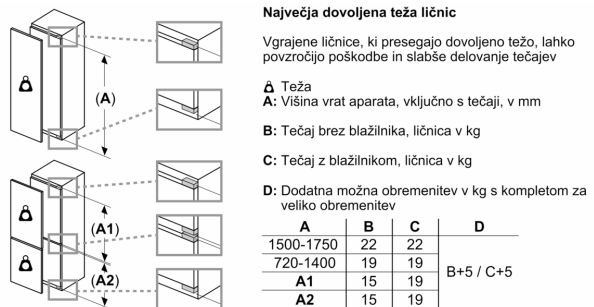 Največja dovoljena teža ličnic
Vgrajene ličnice, ki presegajo dovoljeno težo, lahko
povzročijo poškodbe in slabše delovanje tečajev
Teža
A: Višina vrat aparata, vključno s tečaji, v mm
B: Tečaj brez blažilnika, ličnica v kg
C: Tečaj z blažilnikom, ličnica v kg
D: Dodatna možna obremenitev v kg s kompletom za
veliko obremenitev
(A)
(A1)
(A2)
A B C D
1500-1750 22 22
720-1400 19 19
B+5 / C+5
A1 15 19
A2 15 19